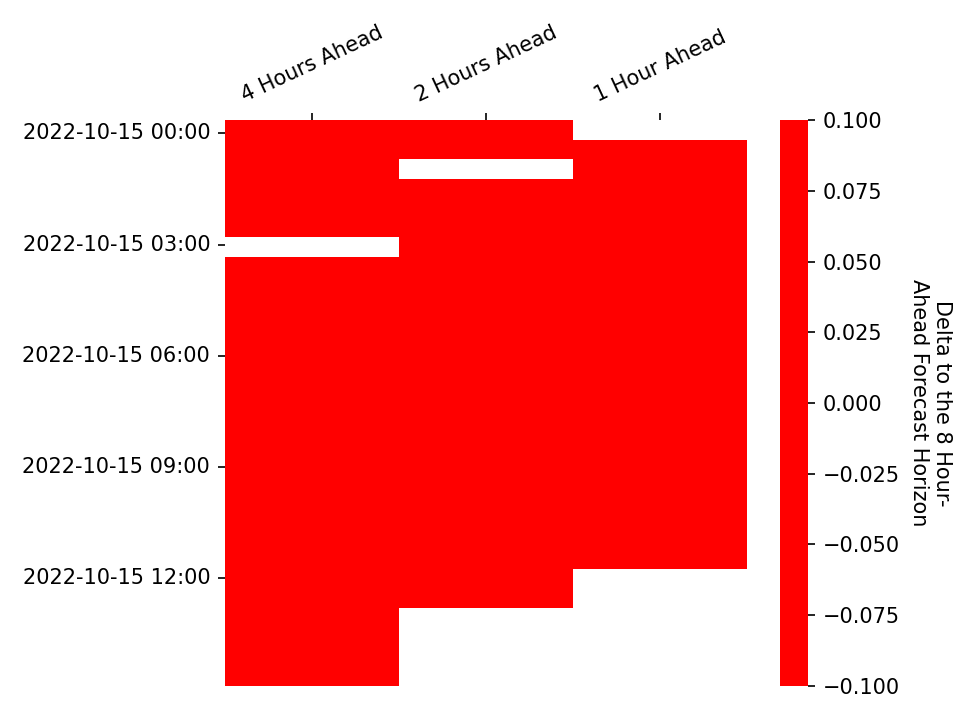 4 Hours Ahead
2 Hours Ahead
1 Hour Ahead
2022-10-15 00:00
2022-10-15 03:00
2022-10-15 06:00
2022-10-15 09:00
2022-10-15 12:00
0.100
0.075
0.050
0.025
0.000
−0.025
−0.050
−0.075
−0.100
Delta to the 8 Hour-
Ahead Forecast Horizon